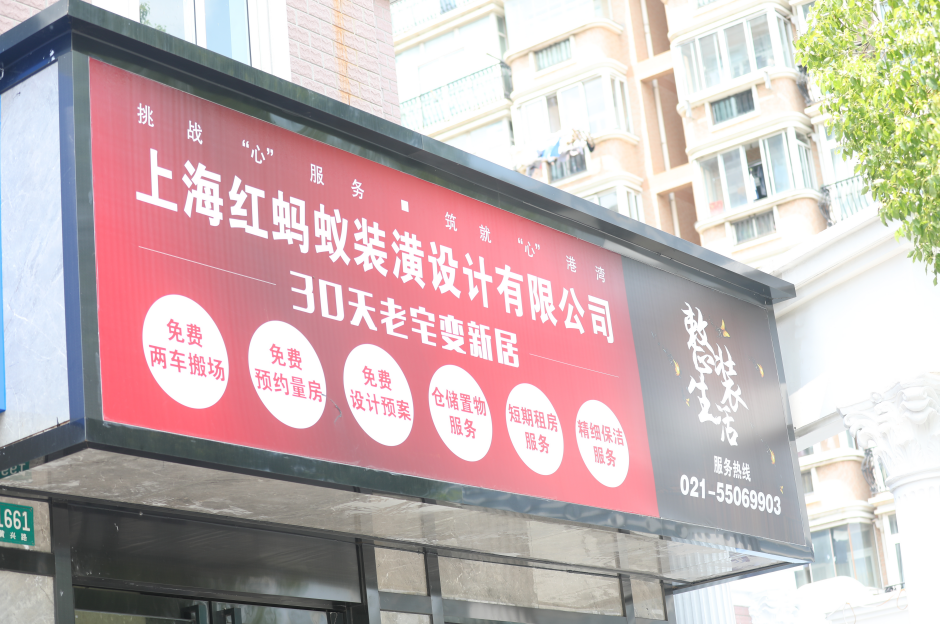 挑战“心”服务·筑就“心”港湾
上海红蚂蚁装潢设计有限公司
30天老宅变新居
免费
两车搬场
免费
预约量房
免费
设计预案
仓储置物
服务
短期租房
服务
精细保洁
服务
整装生活
服务热线
021-55069903
1661
黄兴路